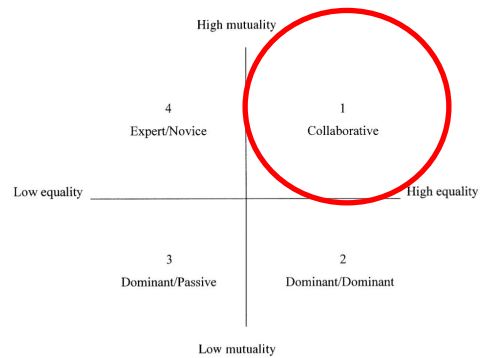 High mutuality
4
Expert/Novice
1
Collaborative
Low equality
High equality
3
Dominant/Passive
2
Dominant/Dominant
Low mutuality